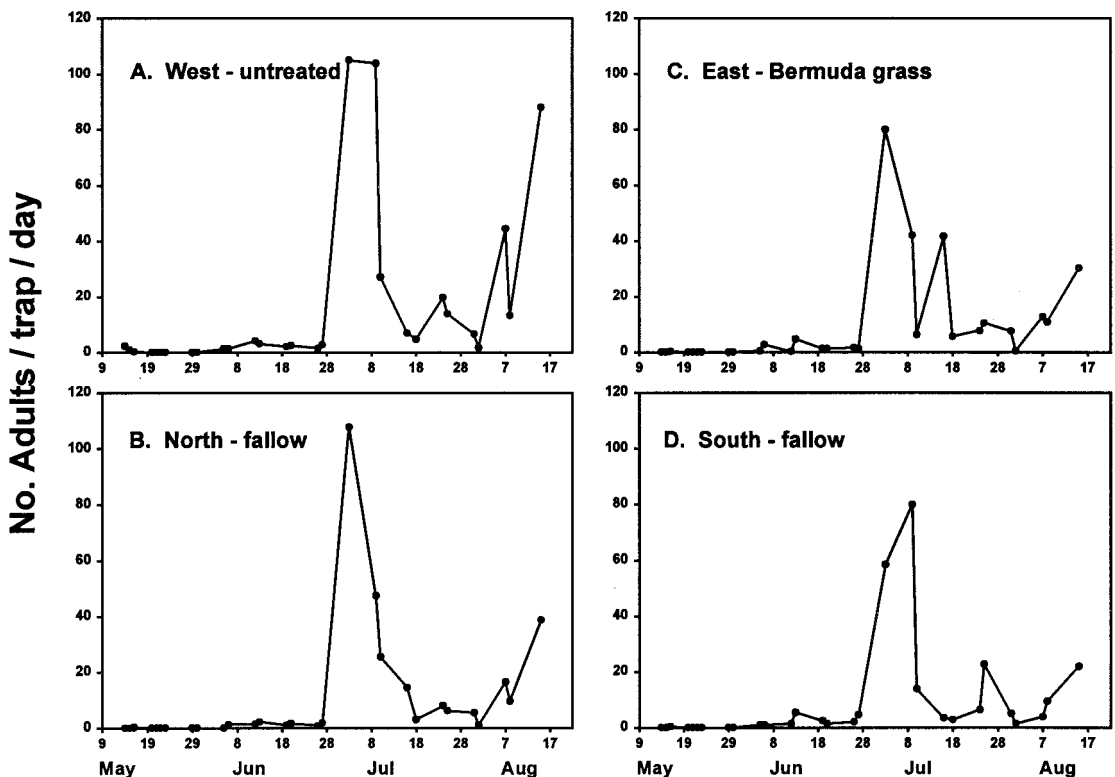 No. Adults / trap / day
120
100
80
60
40
20
0
A. West - untreated
9 19 29 8 18 28 8 18 28 7 17
120
100
80
60
40
20
0
B. North - fallow
9 19 29 8 18 28 8 18 28 7 17
May Jun Jul Aug
120
100
80
60
40
20
0
C. East - Bermuda grass
9 19 29 8 18 28 8 18 28 7 17
120
100
80
60
40
20
0
D. South - fallow
9 19 29 8 18 28 8 18 28 7 17
May Jun Jul Aug